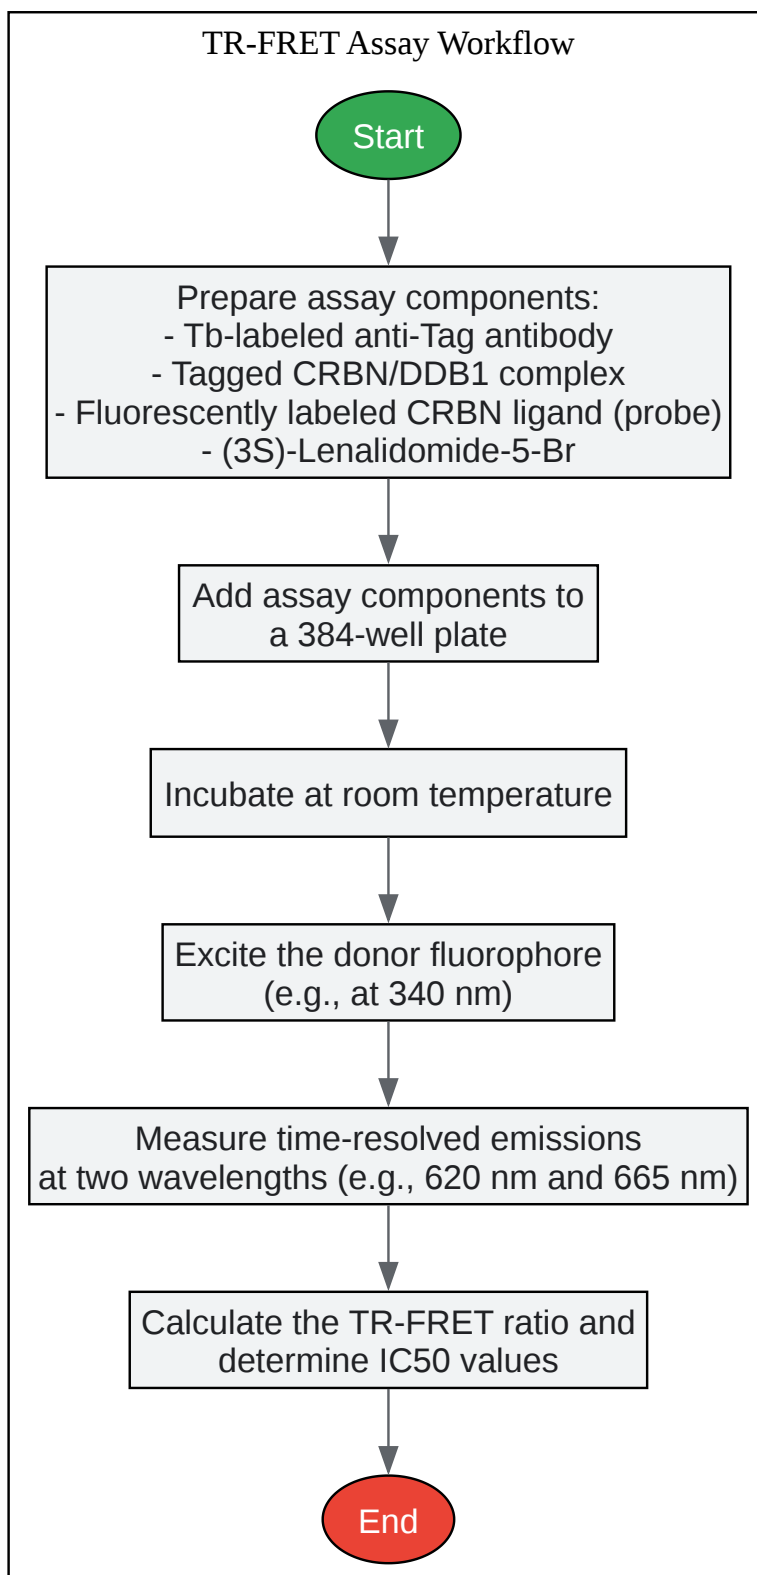 TR-FRET Assay Workflow
Start
Prepare assay components:
- Tb-labeled anti-Tag antibody
- Tagged CRBN/DDB1 complex
- Fluorescently labeled CRBN ligand (probe)
- (3S)-Lenalidomide-5-Br
Add assay components to
a 384-well plate
Incubate at room temperature
Excite the donor fluorophore
(e.g., at 340 nm)
Measure time-resolved emissions
at two wavelengths (e.g., 620 nm and 665 nm)
Calculate the TR-FRET ratio and
determine IC50 values
End